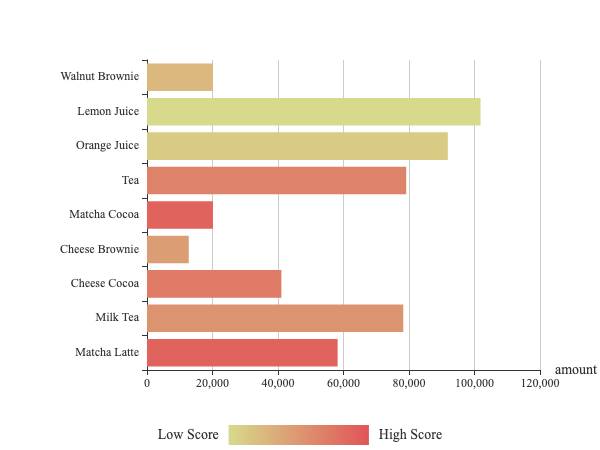 Walnut Brownie
Lemon Juice
Orange Juice
Tea
Matcha Cocoa
Cheese Brownie
Cheese Cocoa
Milk Tea
Matcha Latte
0 20,000 40,000 60,000 80,000 100,000 120,000
amount
Low Score High Score